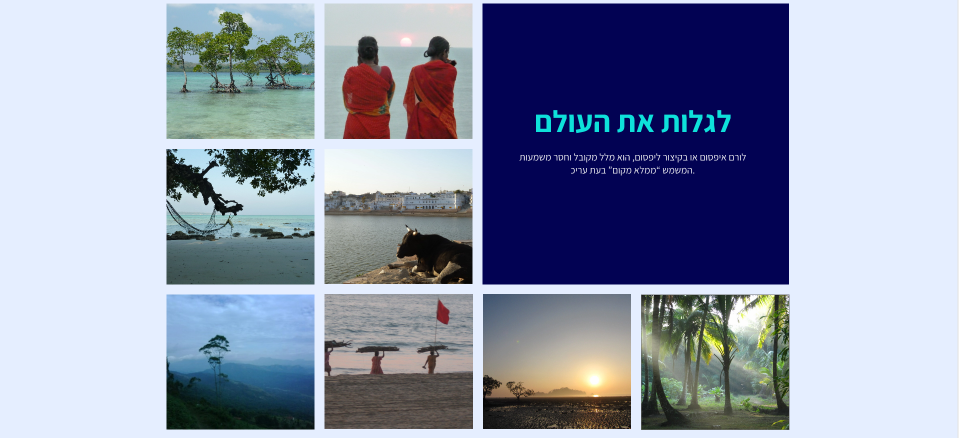 לגלות את העולם
לורם איפסום או בקיצור ליפסום, הוא מלל מקובל וחסר משמעות
המשמש "ממלא מקום" בעת עריכ.